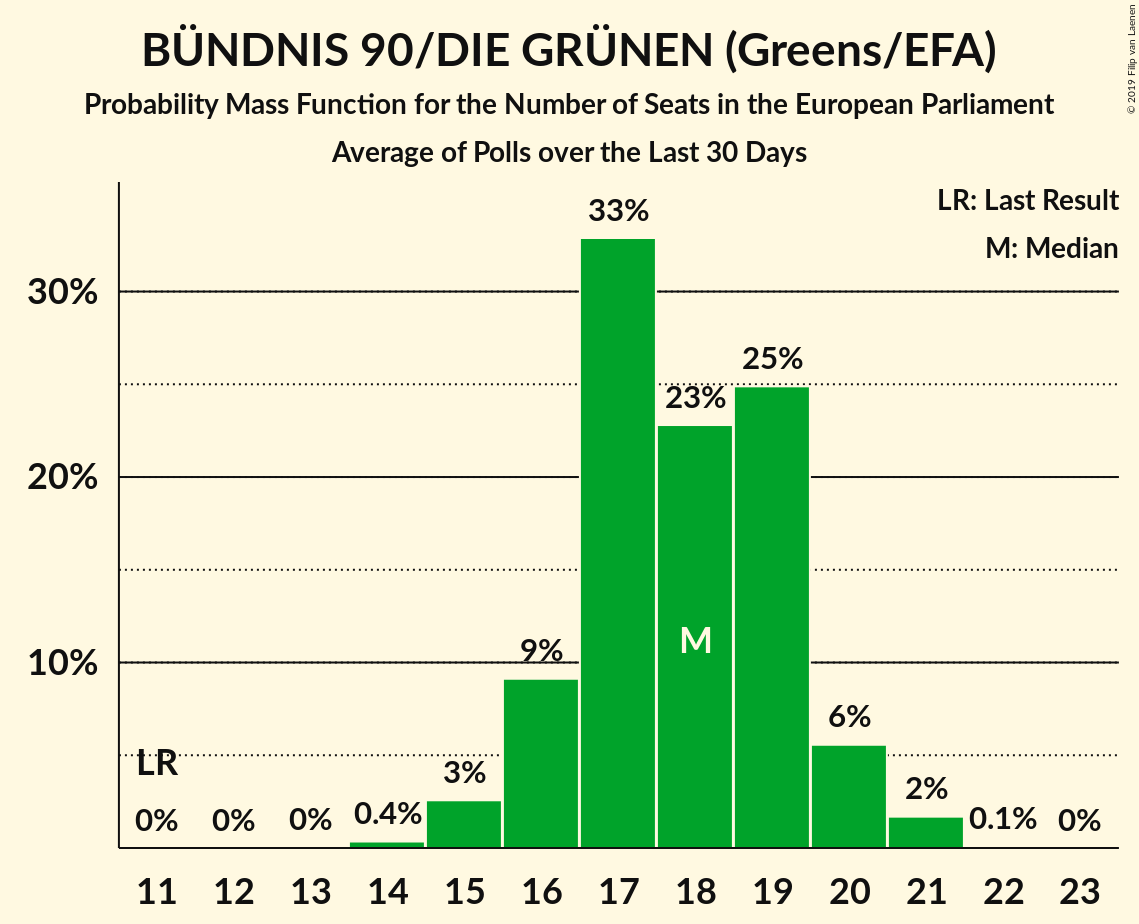 BÜNDNIS 90/DIE GRÜNEN (Greens/EFA)
Probability Mass Function for the Number of Seats in the European Parliament
Average of Polls over the Last 30 Days
© 2019 Filip van Laenen
LR: Last Result
M: Median
33%
30%
25%
23%
20%
M
9%
10%
6%
LR
3%
2%
0% 0% 0% 0.4% 0.1% 0%
11 12 13 14 15 16 17 18 19 20 21 22 23